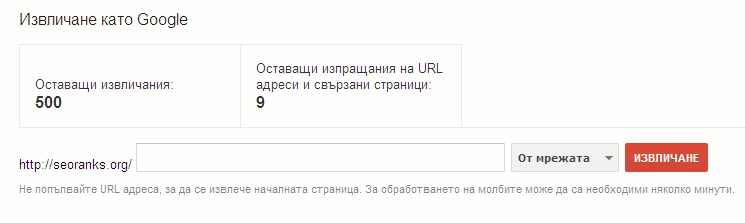 Извличане като Google
Оставащи извличания:
500
Оставащи изпращания на URL
адреси и свързани страници:
9
http://seoranks.org/
От мрежата
ИЗВЛИЧАНЕ
Не попълвайте URL адреса, за да се извлече началната страница. За обработването на молбите може да са необходими няколко минути.